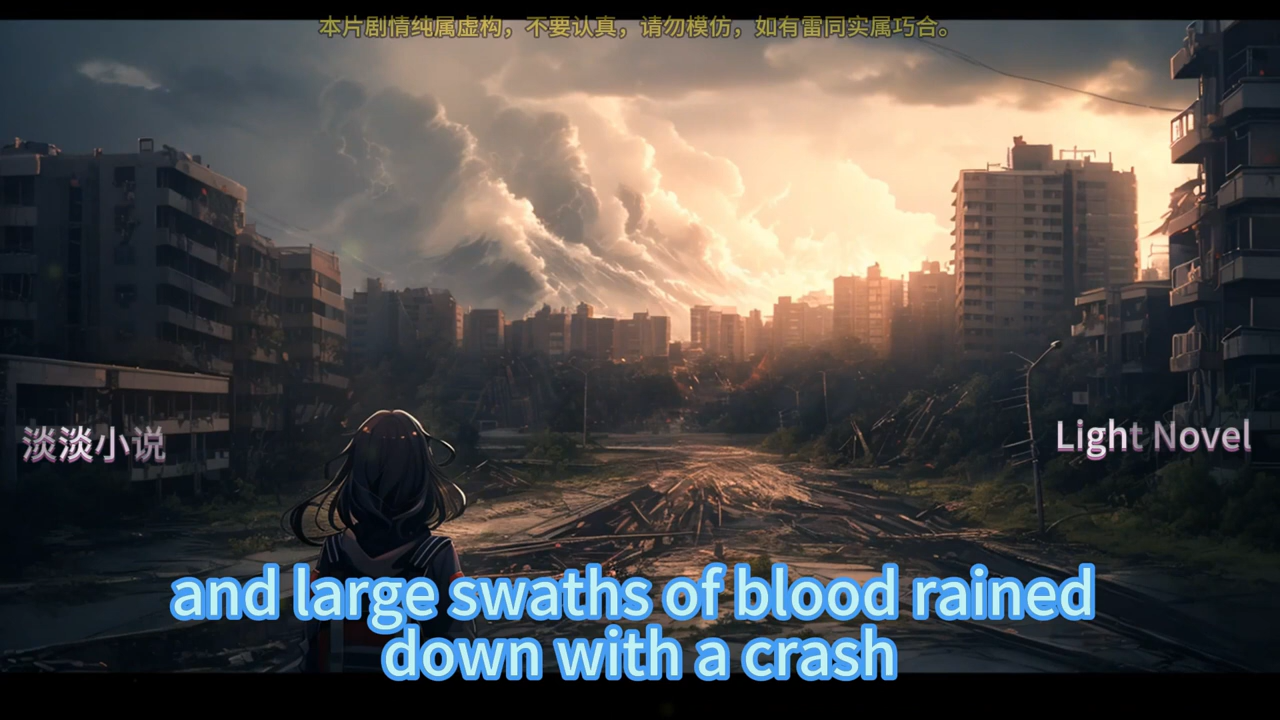 本片剧情纯属虚构，不要认真，请勿模仿，如有雷同实属巧合。
淡淡小说
Light Novel
and large swaths of blood rained
down with a crash